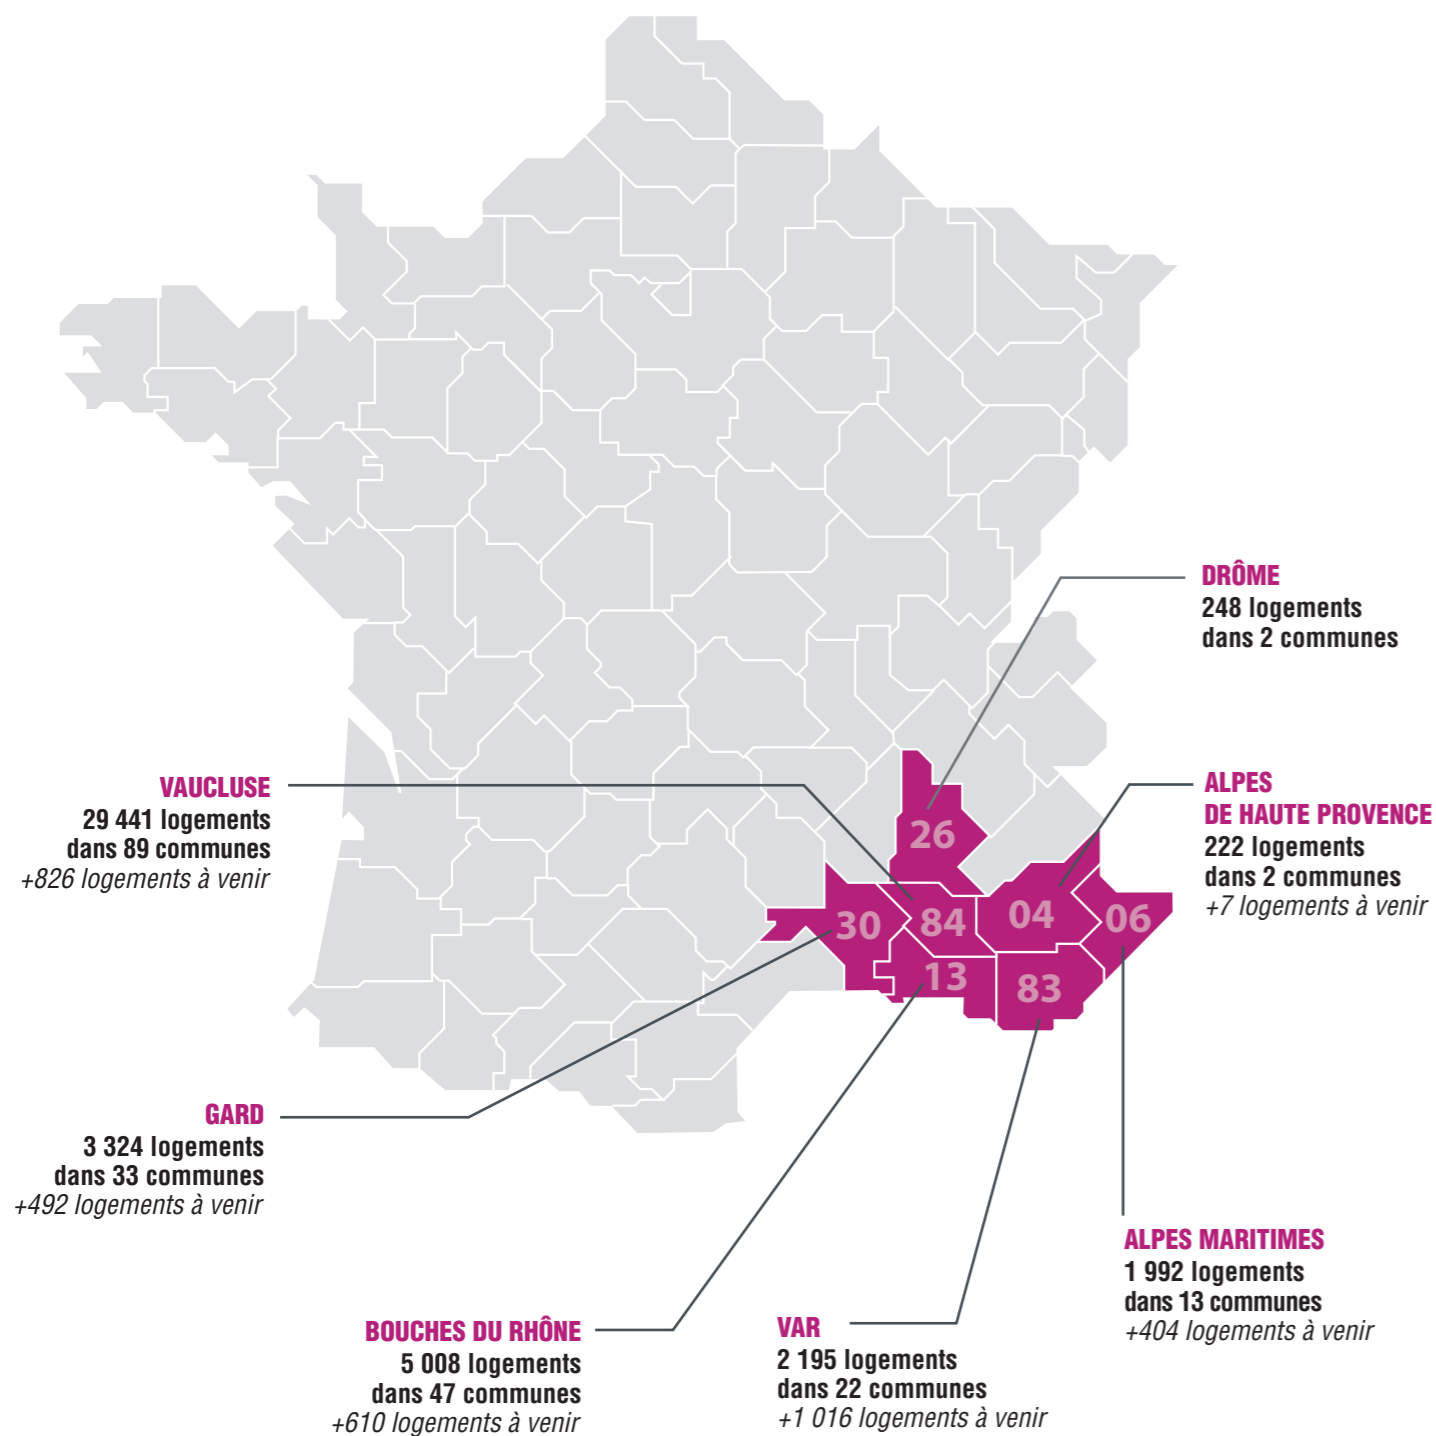 DRÔME
248 logements
dans 2 communes
VAUCLUSE
29 441 logements
dans 89 communes
+826 logements à venir
ALPES
DE HAUTE PROVENCE
222 logements
dans 2 communes
+7 logements à venir
26
30
84
04
06
13
83
GARD
3 324 logements
dans 33 communes
+492 logements à venir
ALPES MARITIMES
1 992 logements
dans 13 communes
+404 logements à venir
BOUCHES DU RHÔNE
5 008 logements
dans 47 communes
+610 logements à venir
VAR
2 195 logements
dans 22 communes
+1 016 logements à venir